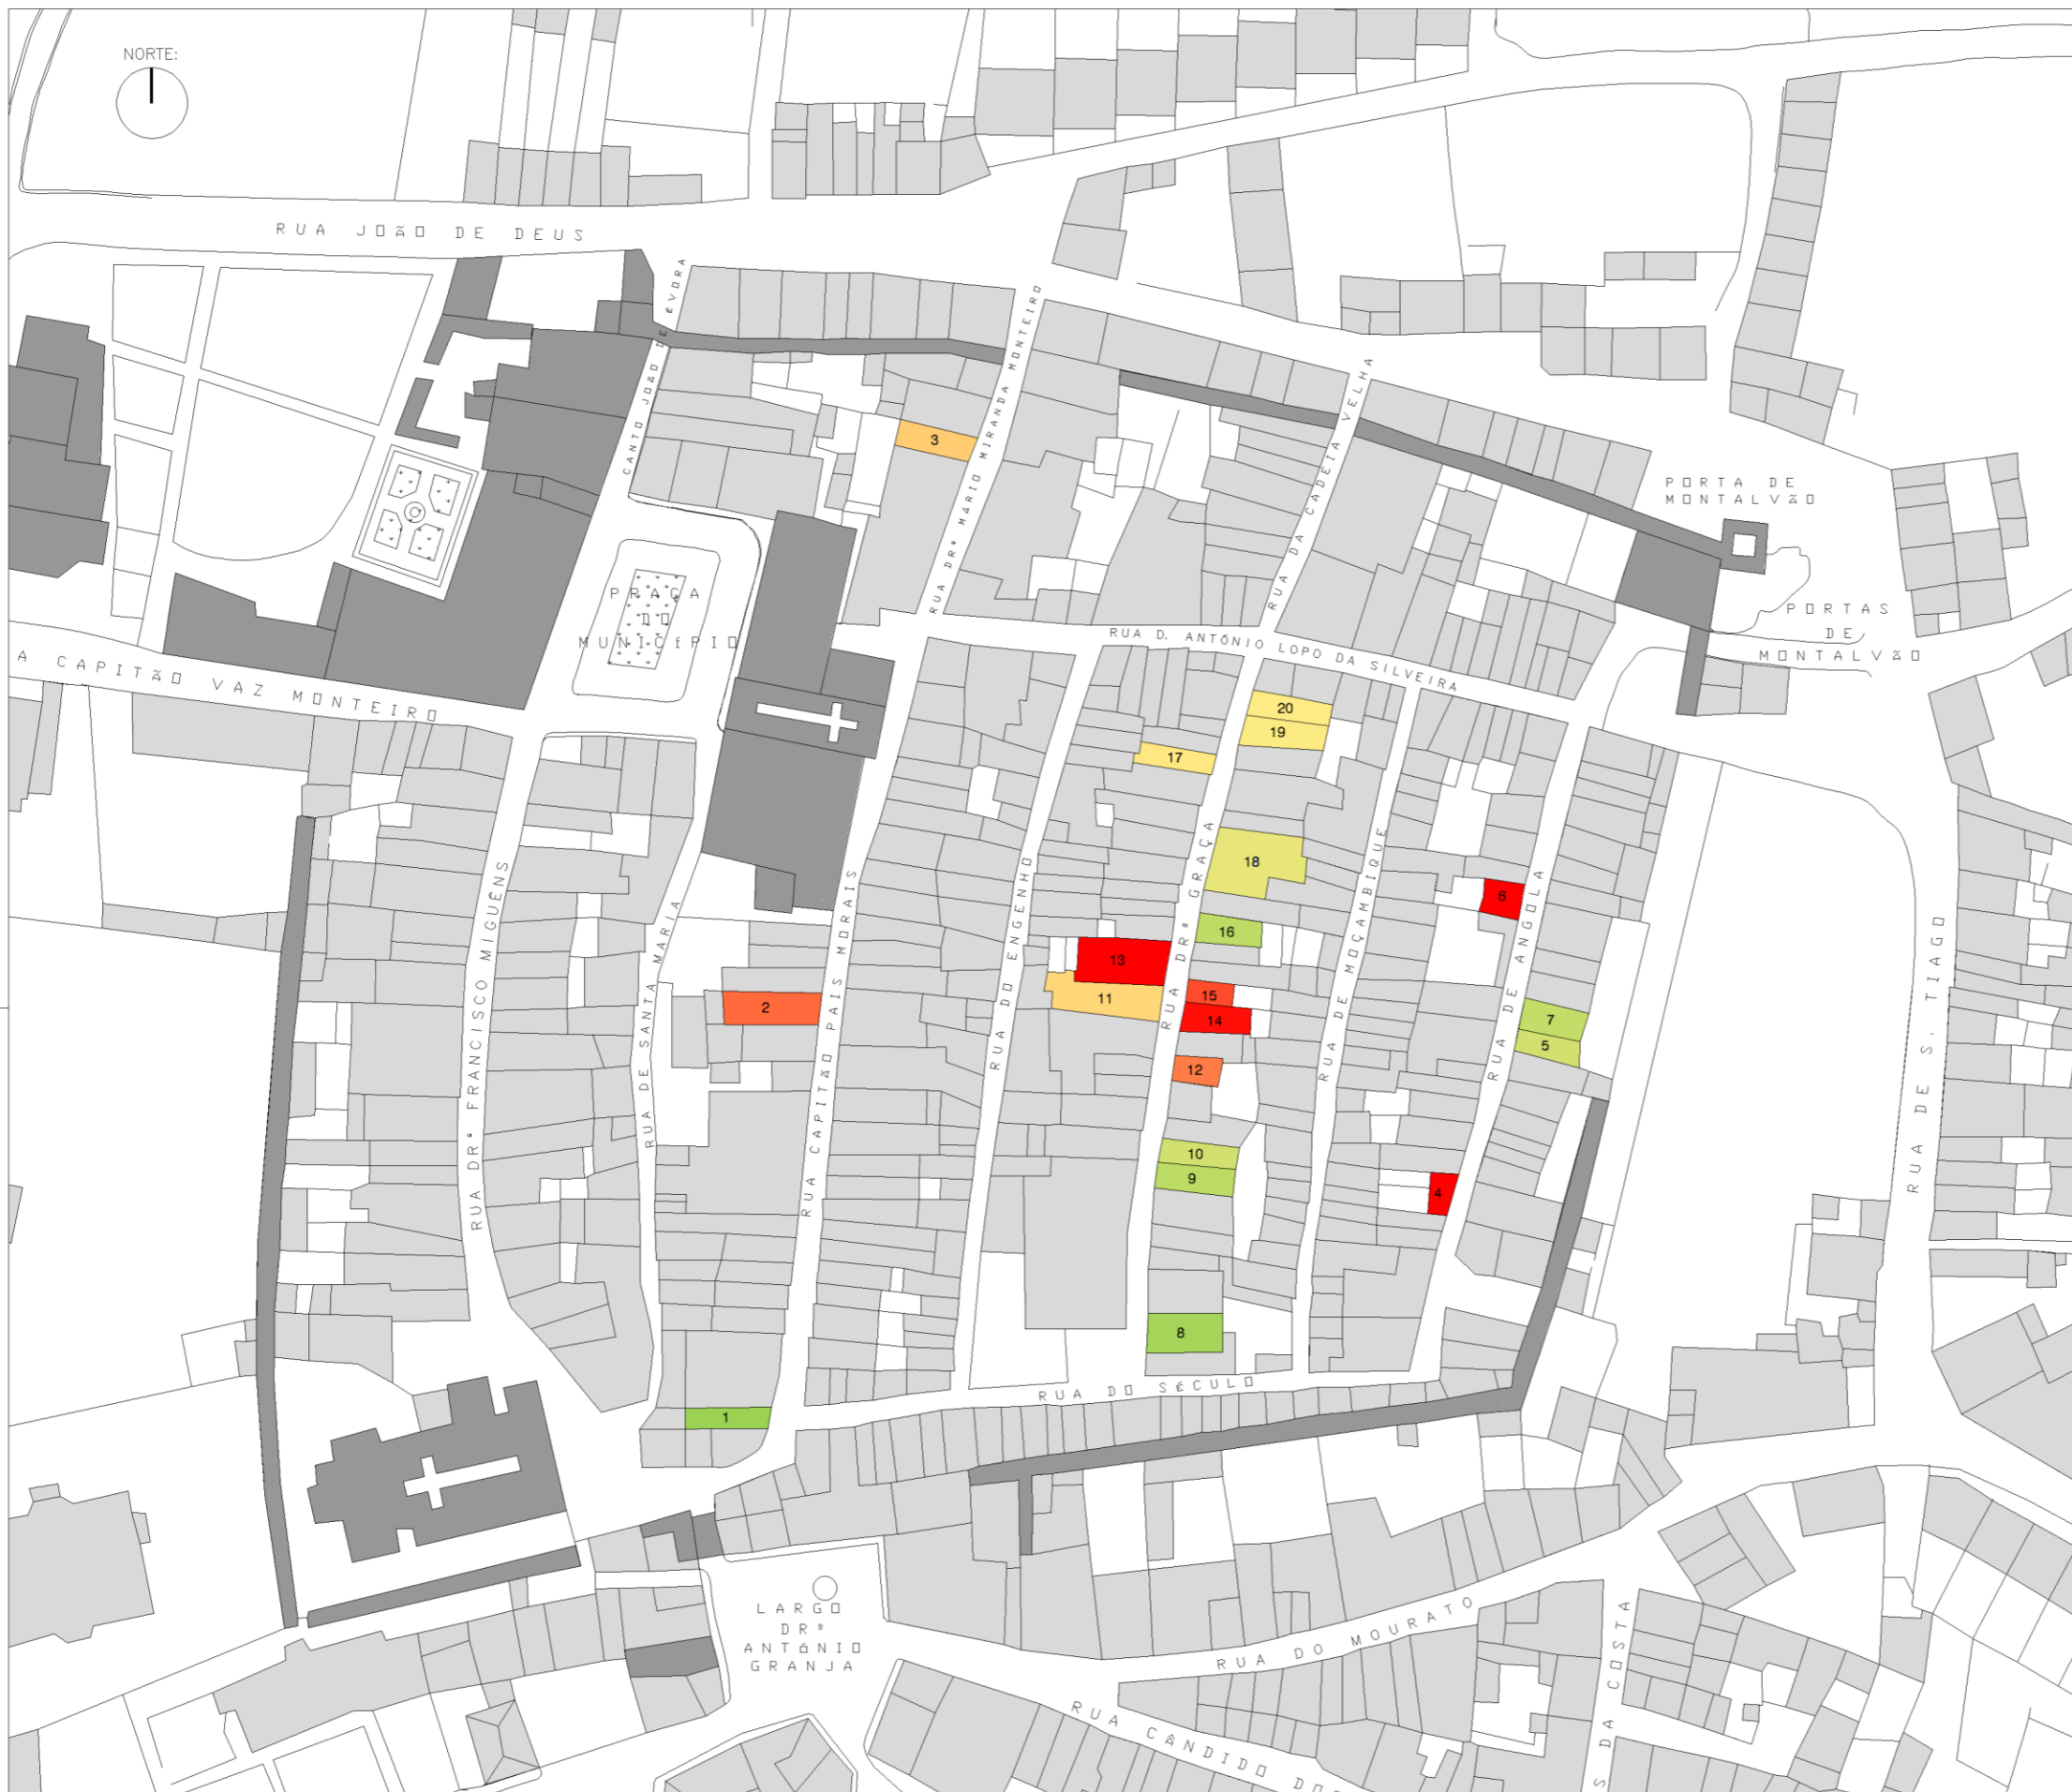 NORTE:
RUA JOÃO DE DEUS
CANTO JOÃO DE ÉVORA
RUA DRº MÁRIO MIRANDA MONTEIRO
RUA DA CADEIA VELHA
3
PORTA DE
MONTALVÃO
PORTAS
DE
MONTALVÃO
PRAÇA
DO
MUNICÍPIO
RUA D. ANTÓNIO LOPO DA SILVEIRA
A CAPITÃO VAZ MONTEIRO
20
19
17
18
6
16
13
11
15
14
2
7
5
12
10
9
4
8
1
RUA DRº FRANCISCO MIGUÉNS
RUA DE SANTA MARIA
RUA CAPITÃO PAIS MORAIS
RUA DO ENGENHO
RUA DRº GRAÇA
RUA DE MOÇAMBIQUE
RUA DE ANGOLA
RUA DE S. TIAGO
RUA DO SÉCULO
LARGO
DRº
ANTÓNIO
GRANJA
RUA DO MOURATO
RUA CÂNDIDO DOS
S DA COSTA